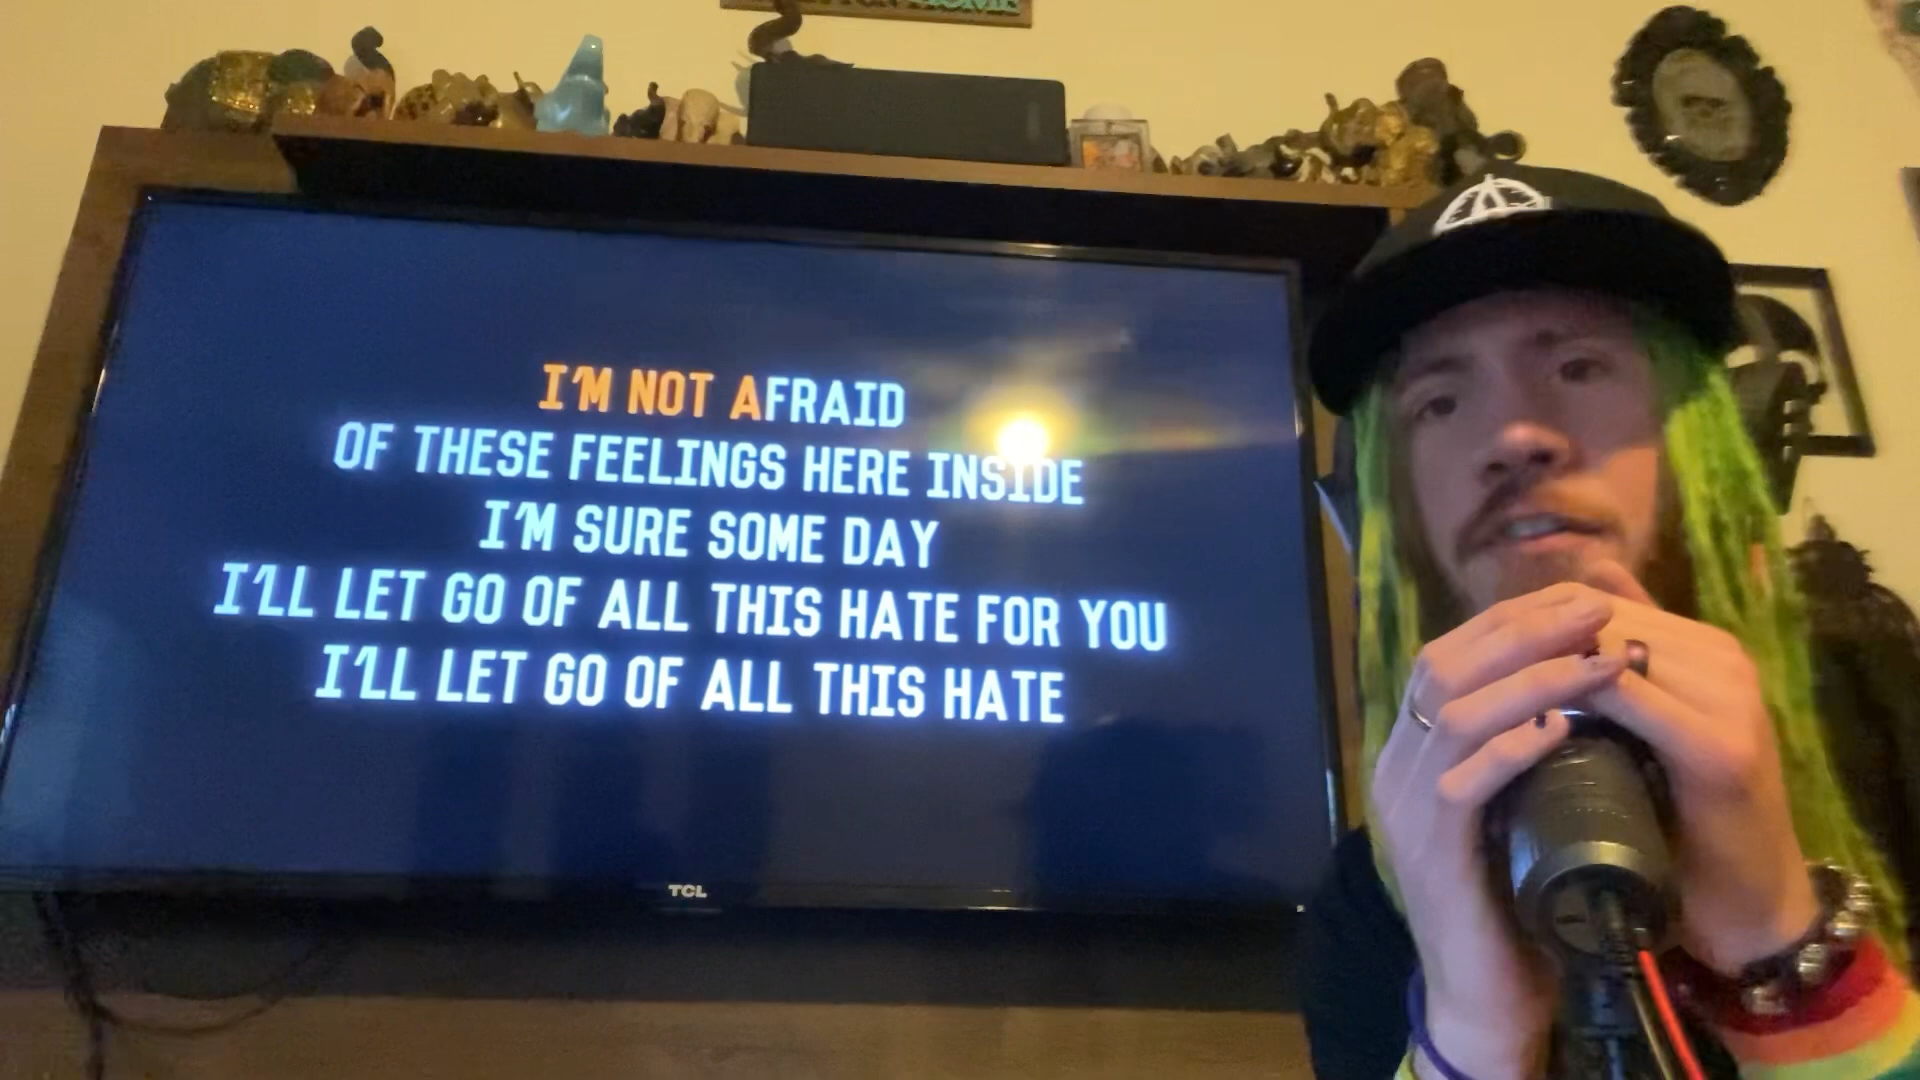 HOME
I'M NOT AFRAID
OF THESE FEELINGS HERE INSIDE
I'M SURE SOME DAY
I'LL LET GO OF ALL THIS HATE FOR YOU
I'LL LET GO OF ALL THIS HATE
TCL